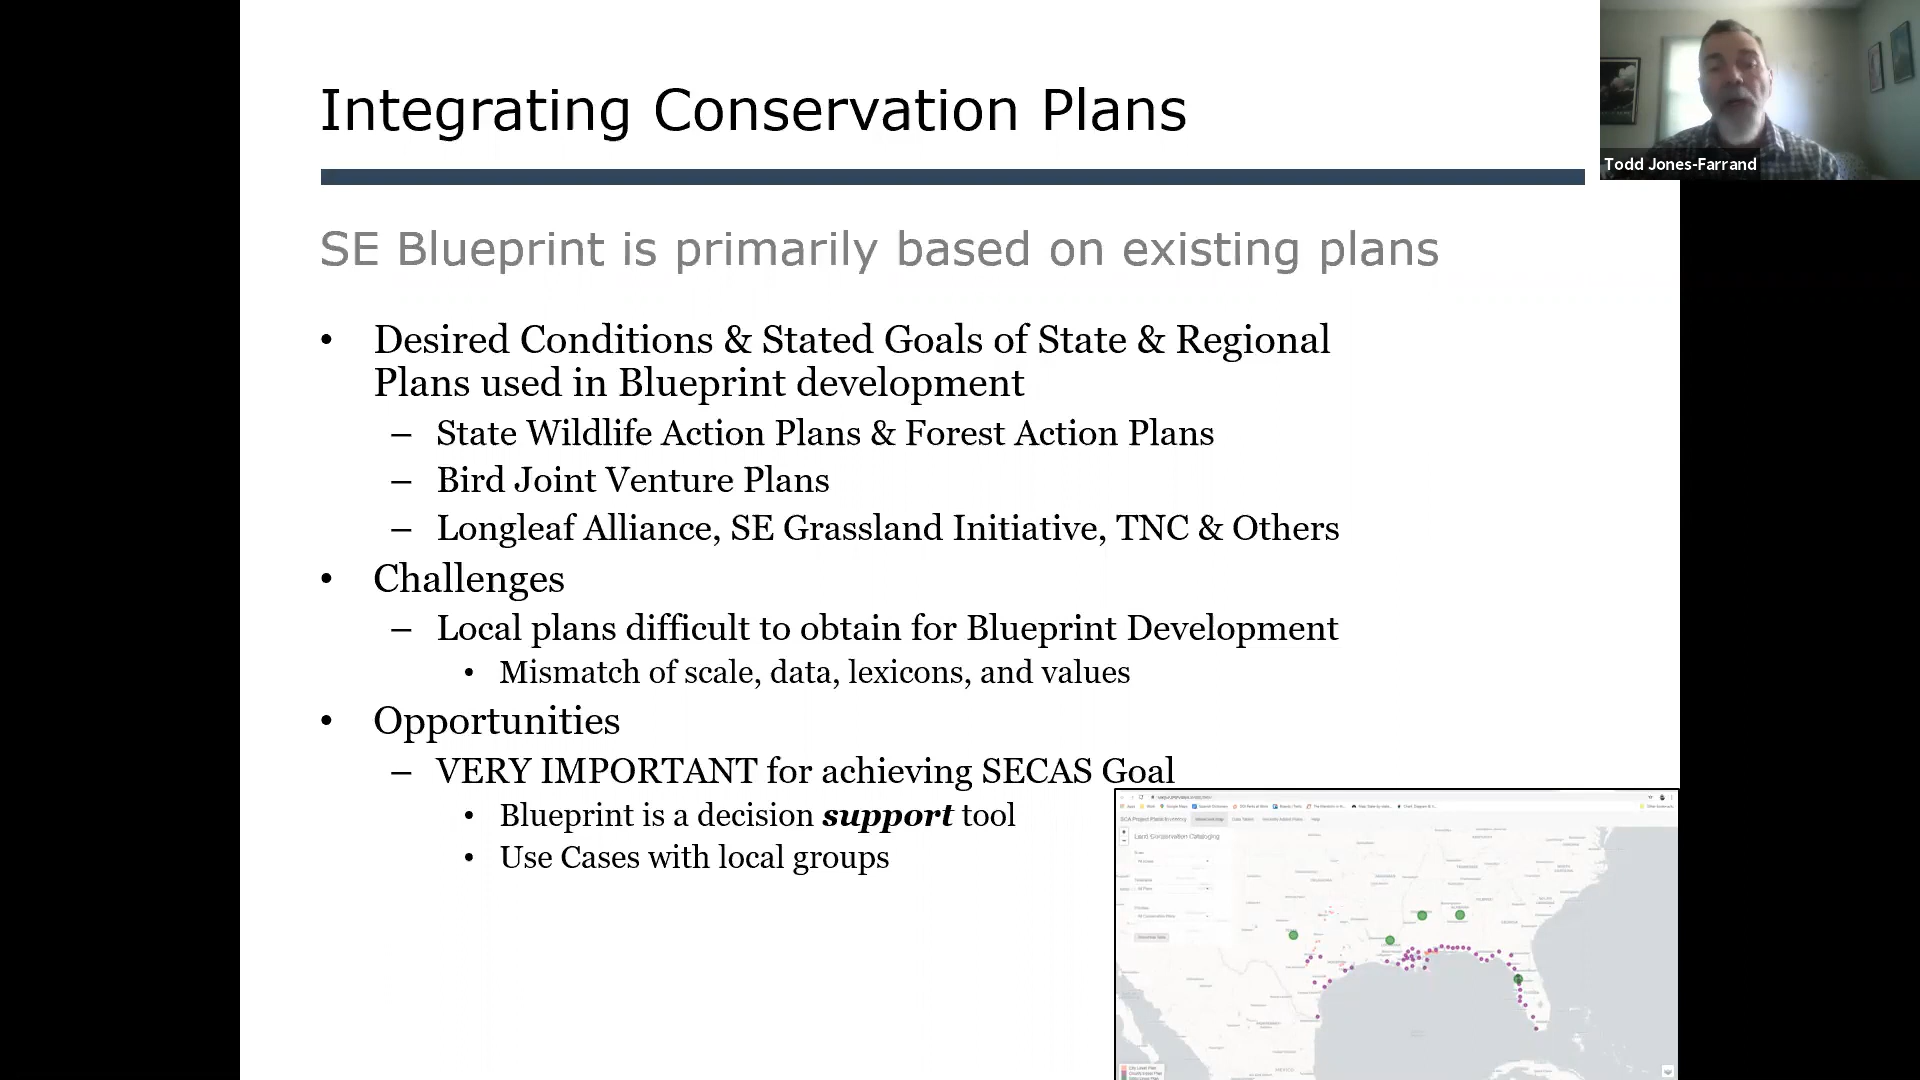 Integrating Conservation Plans
Todd Jones-Farrand
SE Blueprint is primarily based on existing plans
• Desired Conditions & Stated Goals of State & Regional
Plans used in Blueprint development
– State Wildlife Action Plans & Forest Action Plans
– Bird Joint Venture Plans
– Longleaf Alliance, SE Grassland Initiative, TNC & Others
• Challenges
– Local plans difficult to obtain for Blueprint Development
• Mismatch of scale, data, lexicons, and values
• Opportunities
– VERY IMPORTANT for achieving SECAS Goal
• Blueprint is a decision support tool
• Use Cases with local groups
Land Conservation Cataloging